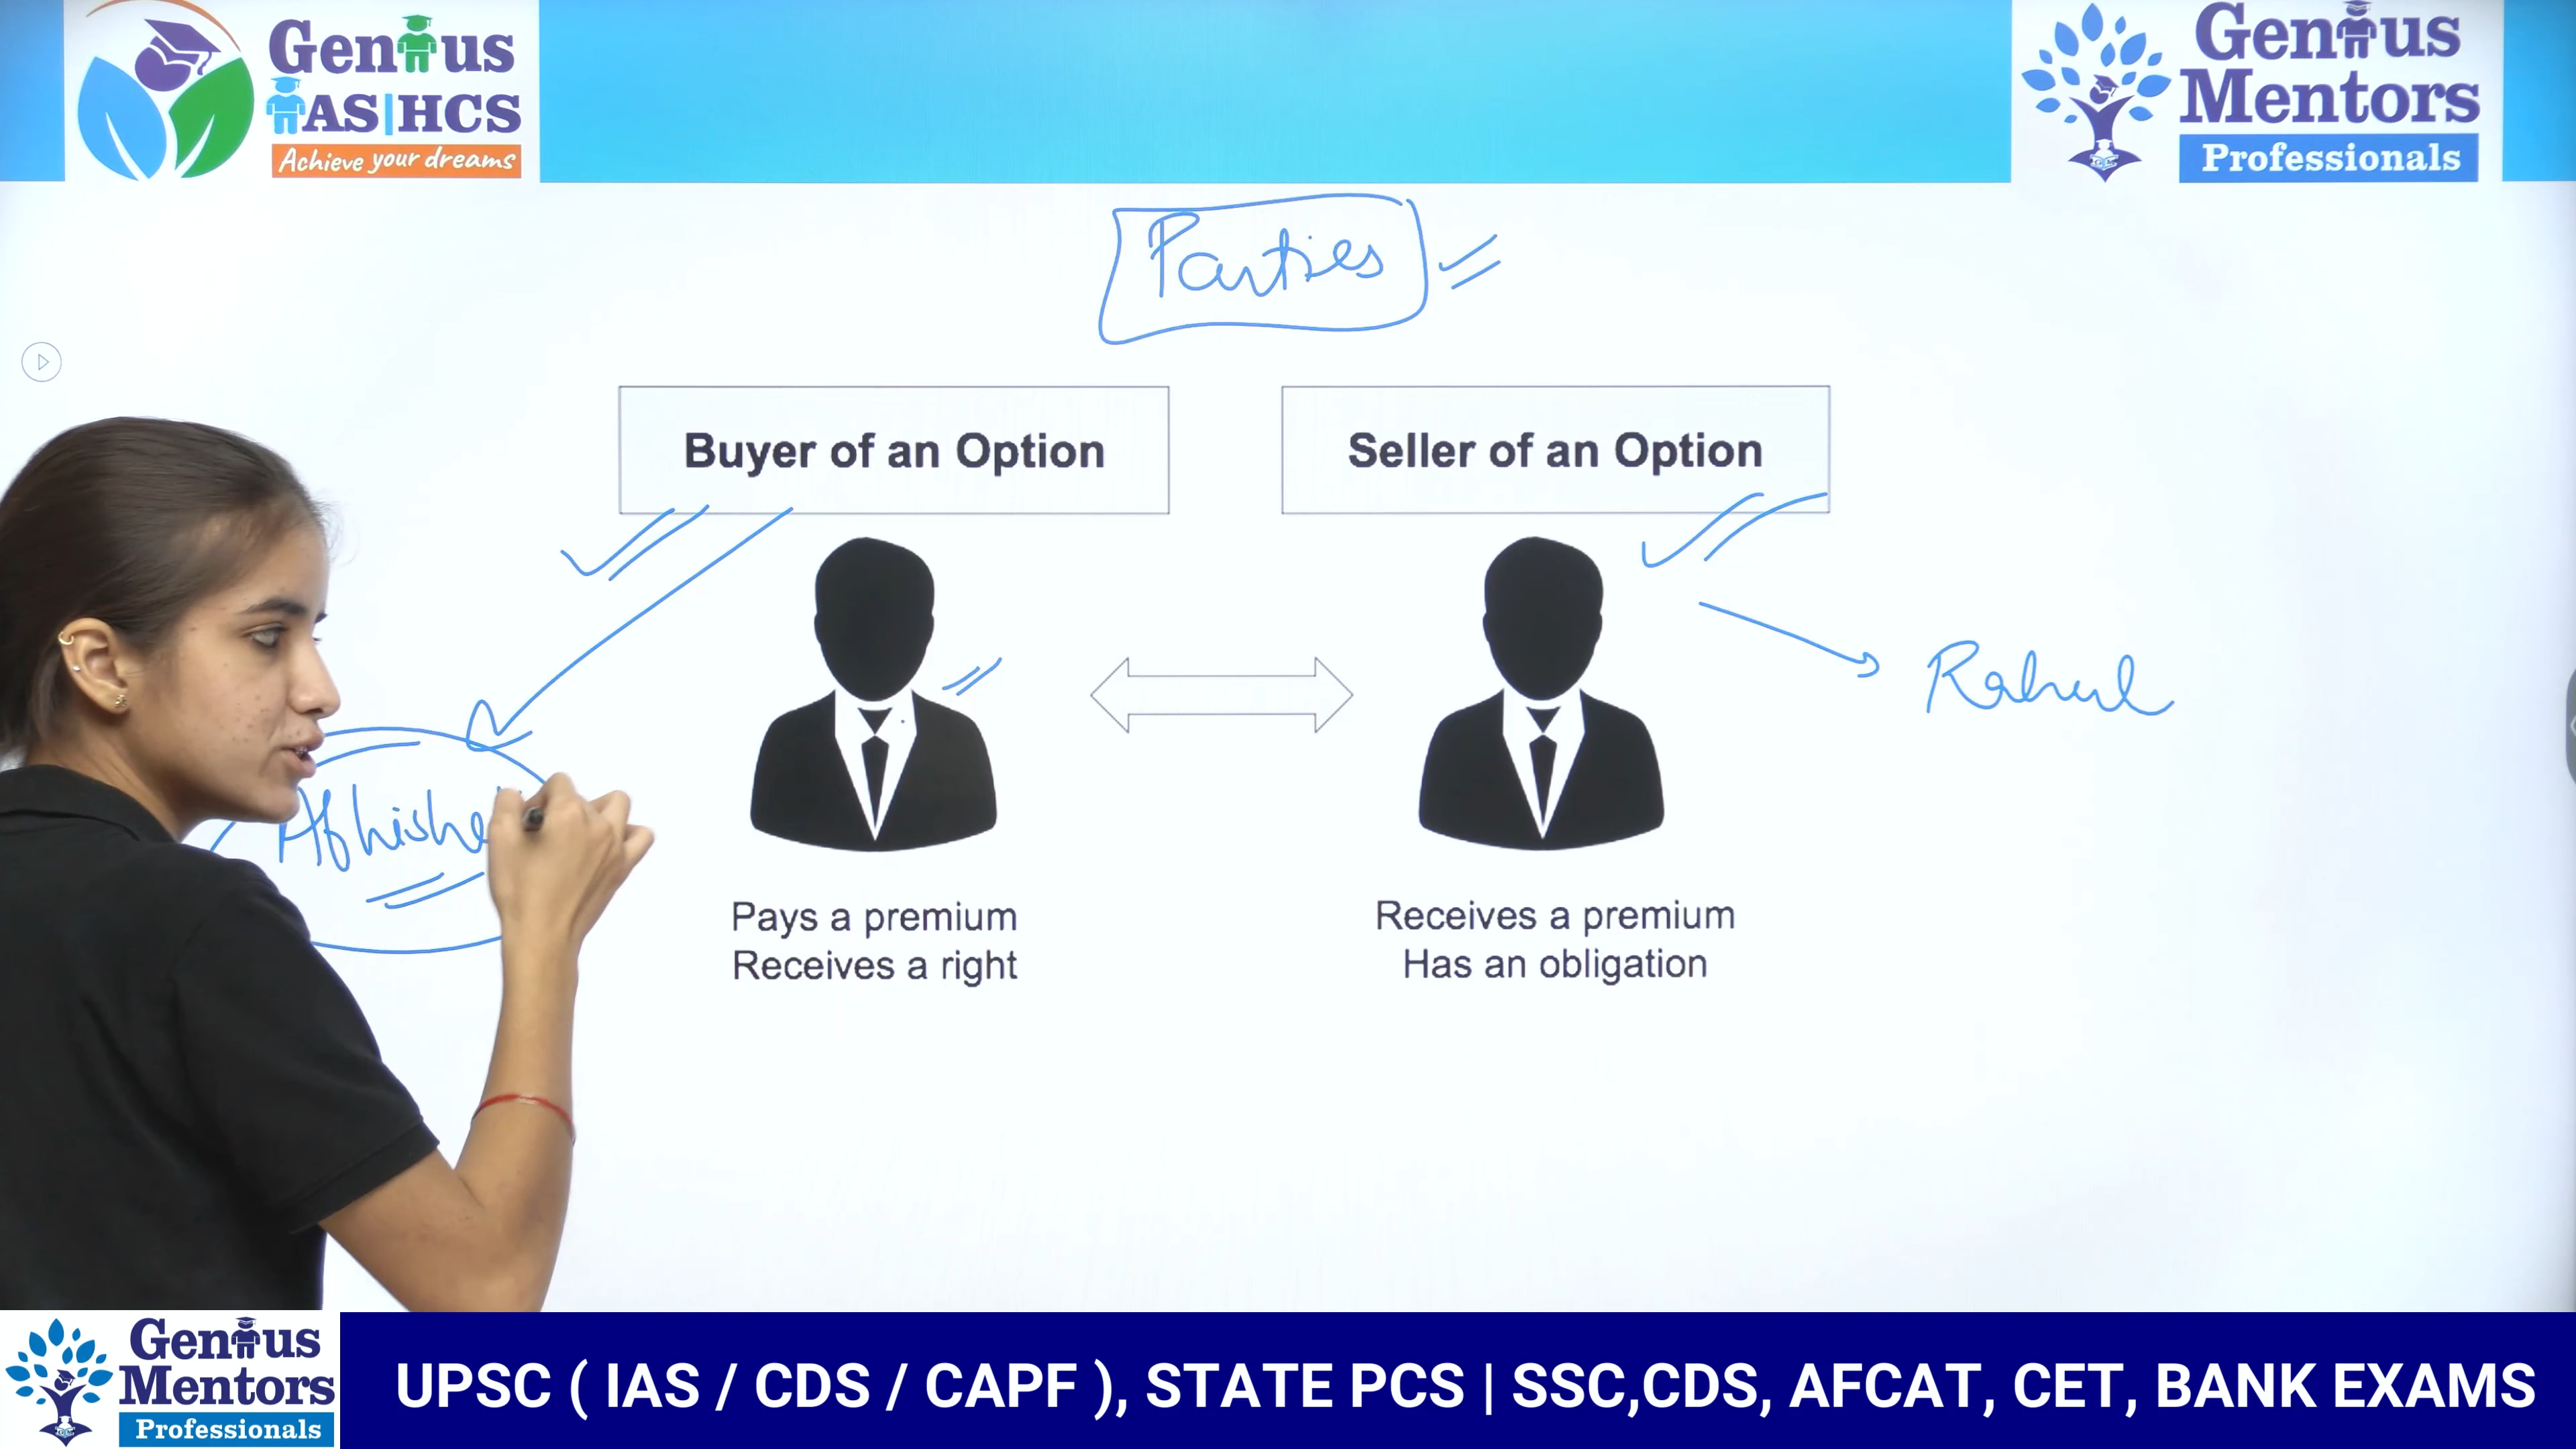 Genius
IAS|HCS
Achieve your dreams
Genius
Mentors
Professionals
Parties
Buyer of an Option
Seller of an Option
Rahul
Abhishe
Pays a premium
Receives a right
Receives a premium
Has an obligation
Genius
Mentors
Professionals
UPSC ( IAS / CDS / CAPF ), STATE PCS | SSC,CDS, AFCAT, CET, BANK EXAMS